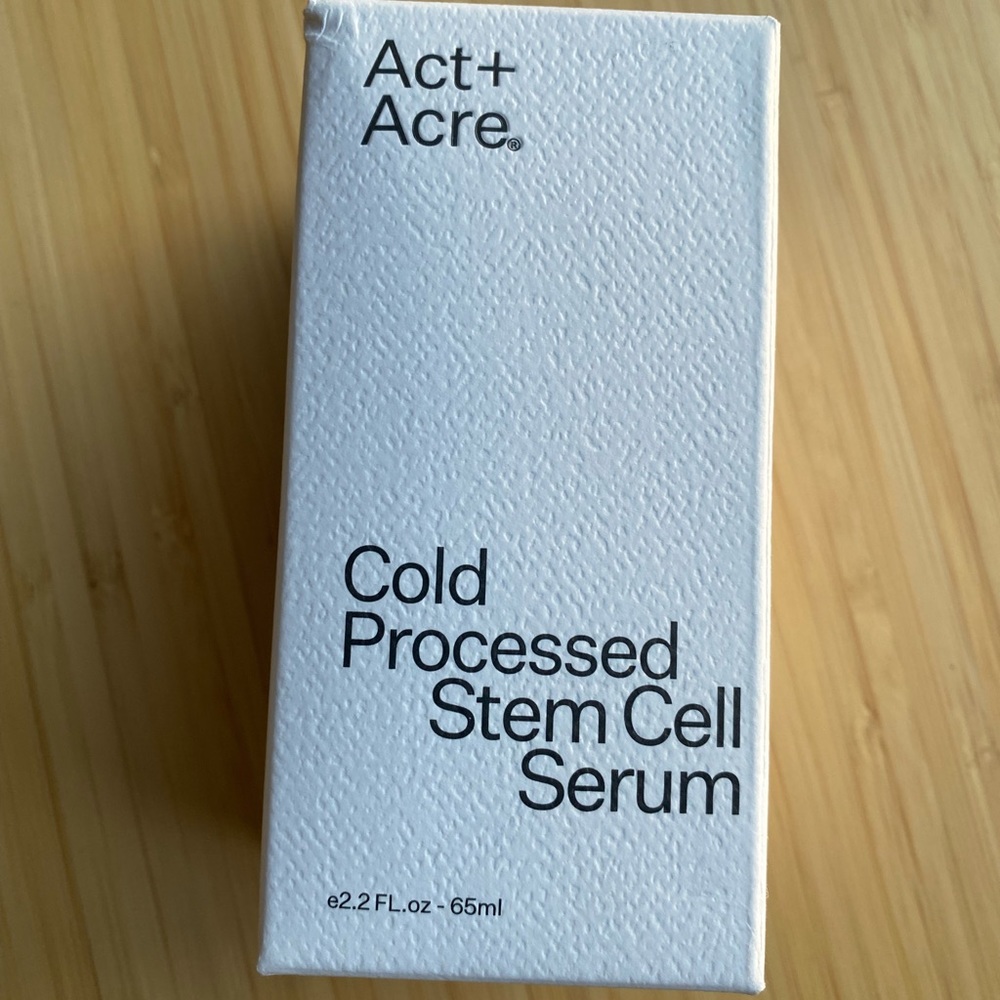 Act+
Acre®
Cold
Processed
Stem Cell
Serum
e2.2 FL.oz - 65ml